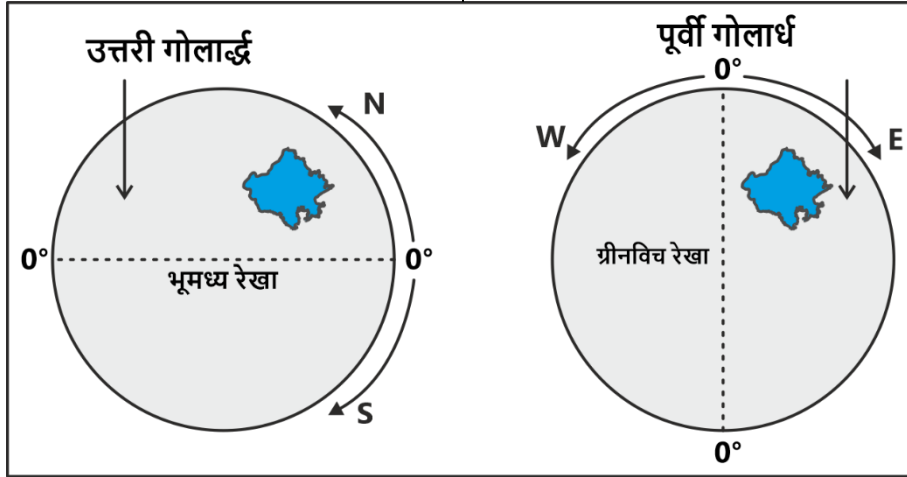 उत्तरी गोलार्द्ध
N
0°
0°
भूमध्य रेखा
S
पूर्वी गोलार्ध
0°
W
E
ग्रीनविच रेखा
0°